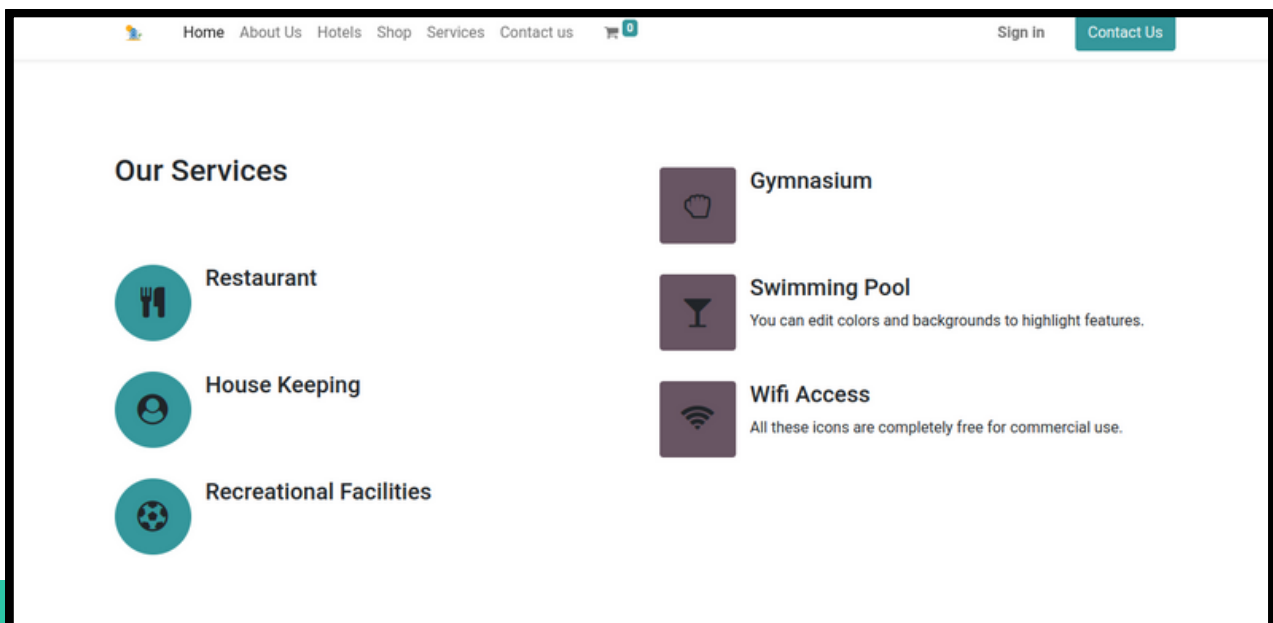 Home About Us Hotels Shop Services Contact us 0 Sign in Contact Us
Our Services
Restaurant
House Keeping
Recreational Facilities
Gymnasium
Swimming Pool
You can edit colors and backgrounds to highlight features.
Wifi Access
All these icons are completely free for commercial use.